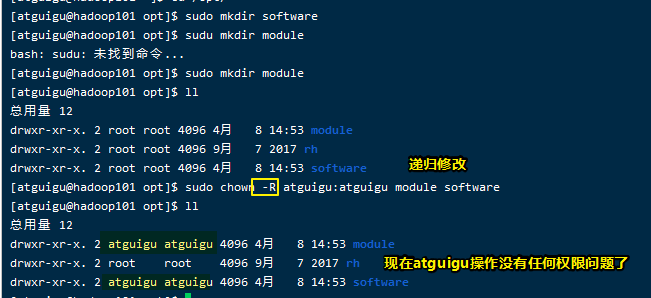 [atguigu@hadoop101 opt]$ sudo mkdir software
[atguigu@hadoop101 opt]$ sudu mkdir module
bash: sudu: 未找到命令...
[atguigu@hadoop101 opt]$ sudo mkdir module
[atguigu@hadoop101 opt]$ ll
总用量 12
drwxr-xr-x. 2 root root 4096 4月   8 14:53 module
drwxr-xr-x. 2 root root 4096 9月   7 2017 rh
drwxr-xr-x. 2 root root 4096 4月   8 14:53 software
递归修改
[atguigu@hadoop101 opt]$ sudo chown -R atguigu:atguigu module software
[atguigu@hadoop101 opt]$ ll
总用量 12
drwxr-xr-x. 2 atguigu atguigu 4096 4月   8 14:53 module
drwxr-xr-x. 2 root    root    4096 9月   7 2017 rh 现在atguigu操作没有任何权限问题了
drwxr-xr-x. 2 atguigu atguigu 4096 4月   8 14:53 software